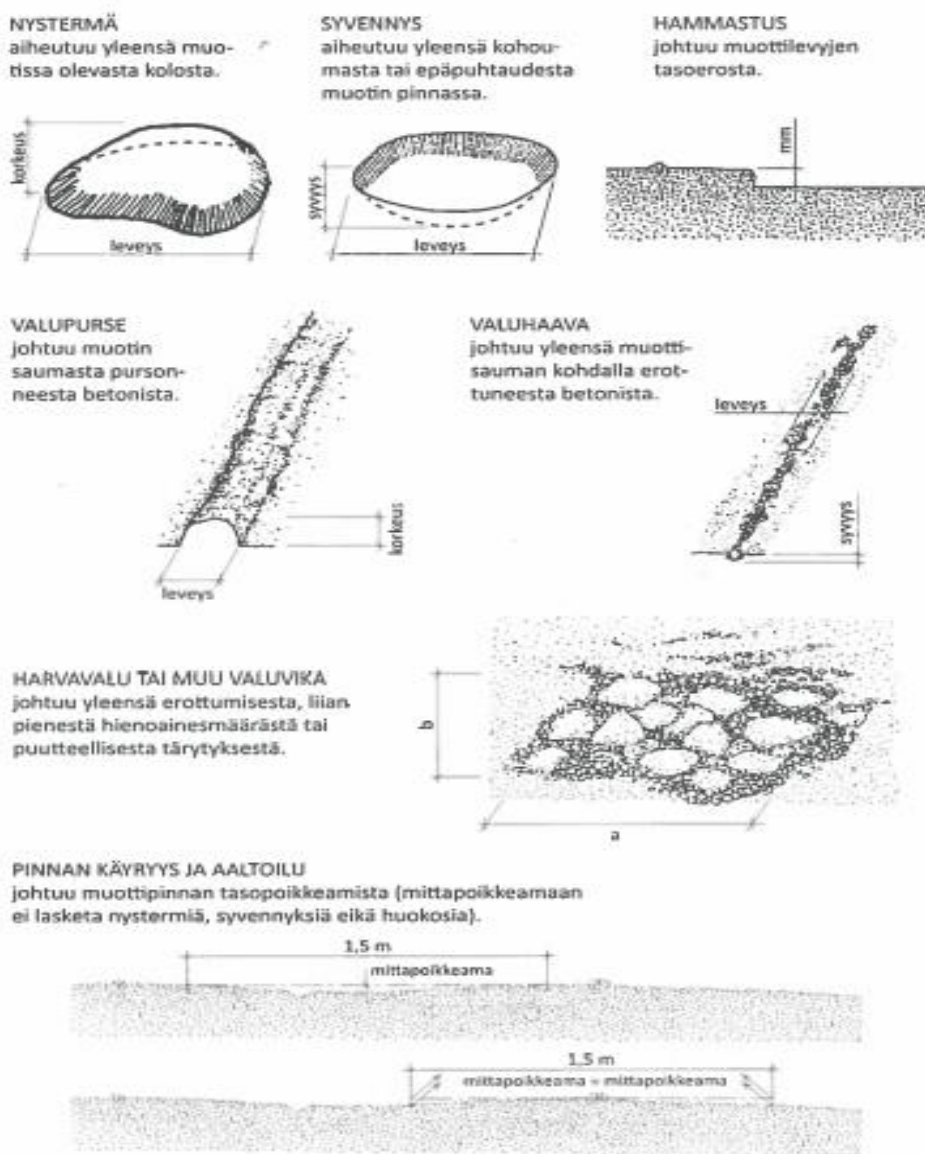 NYSTERMÄ
aiheutuu yleensä muo-
tissa olevasta kolosta.
korkeus
leveys
SYVENNYS
aiheutuu yleensä kohou-
masta tai epäpuhtaudesta
muotin pinnassa.
syvyys
leveys
HAMMASTUS
johtuu muottilevyjen
tasoerosta.
mm
VALUPURSE
johtuu muotin
saumasta purson-
neesta betonista.
korkeus
leveys
VALUHAAVA
johtuu yleensä muotti-
sauman kohdalla erot-
tuneesta betonista.
leveys
syvyys
HARVAVALU TAI MUU VALUVIKA
johtuu yleensä erottumisesta, liian
pienestä hienoainesmäärästä tai
puutteellisesta tärytyksestä.
b
a
PINNAN KÄYRYYS JA AALTOILU
johtuu muottipinnan tasopoikkeamista (mittapoikkeamaan
ei lasketa nystermiä, syvennyksiä eikä huokosia).
1,5 m
mittapoikkeama
1,5 m
mittapoikkeama = mittapoikkeama